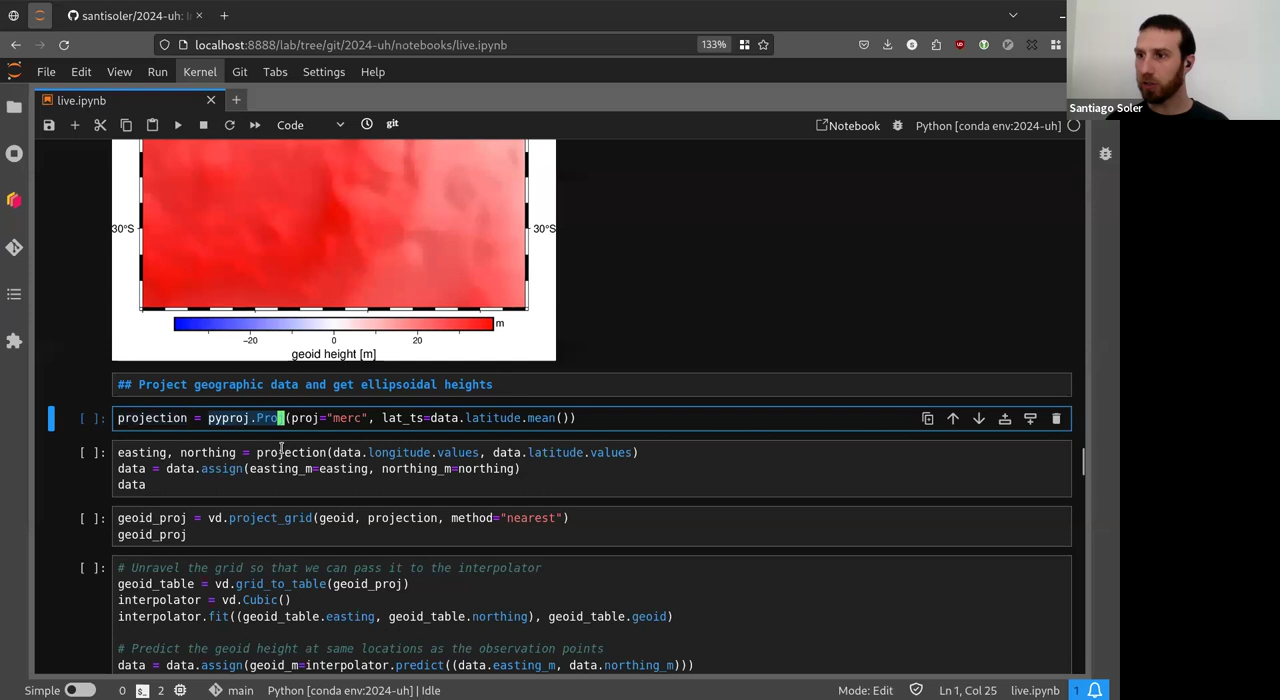 santisoler/2024-uh: I
localhost:8888/lab/tree/git/2024-uh/notebooks/live.ipynb
133%
Santiago Soler
File Edit View Run Kernel Git Tabs Settings Help
live.ipynb
Code
git
Notebook
Python [conda env:2024-uh]
30°S
30°S
m
−20 0 20
geoid height [m]
## Project geographic data and get ellipsoidal heights
[ ]: projection = pyproj.Proj(proj="merc", lat_ts=data.latitude.mean())
[ ]: easting, northing = projection(data.longitude.values, data.latitude.values)
data = data.assign(easting_m=easting, northing_m=northing)
data
[ ]: geoid_proj = vd.project_grid(geoid, projection, method="nearest")
geoid_proj
[ ]: # Unravel the grid so that we can pass it to the interpolator
geoid_table = vd.grid_to_table(geoid_proj)
interpolator = vd.Cubic()
interpolator.fit((geoid_table.easting, geoid_table.northing), geoid_table.geoid)
# Predict the geoid height at same locations as the observation points
data = data.assign(geoid_m=interpolator.predict((data.easting_m, data.northing_m)))
Simple 0 2 main Python [conda env:2024-uh] | Idle Mode: Edit Ln 1, Col 25 live.ipynb 1